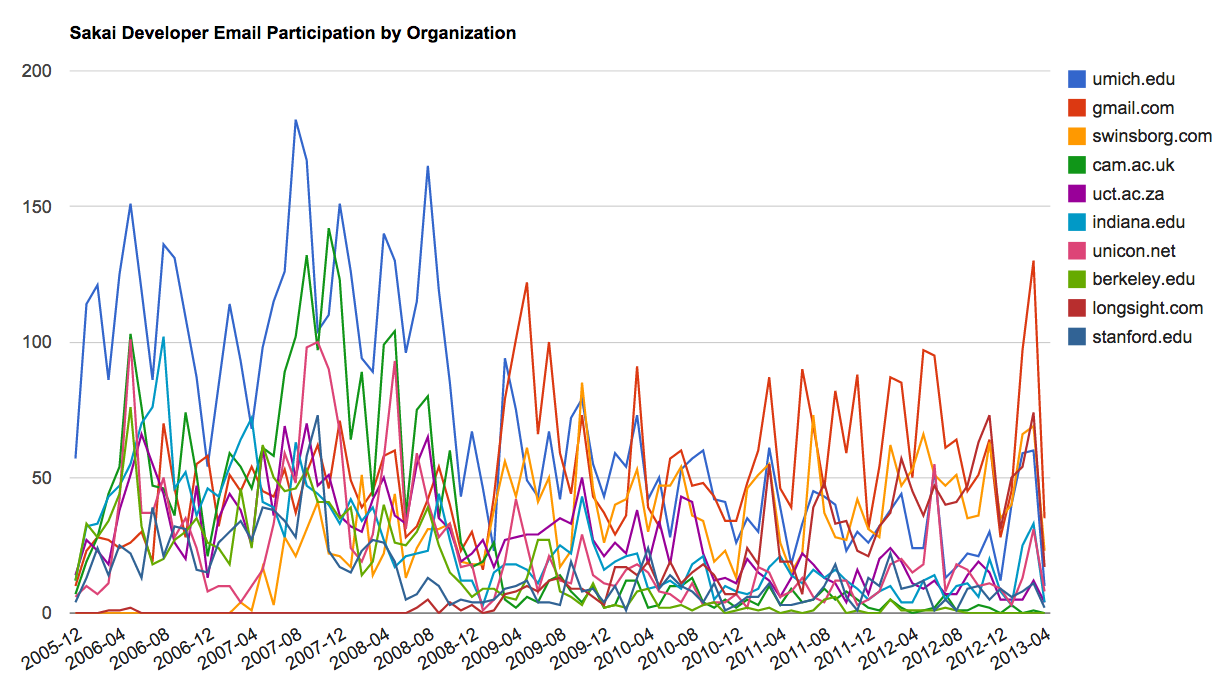 Sakai Developer Email Participation by Organization
200
150
100
50
0
2005-12
2006-04
2006-08
2006-12
2007-04
2007-08
2007-12
2008-04
2008-08
2008-12
2009-04
2009-08
2009-12
2010-04
2010-08
2010-12
2011-04
2011-08
2011-12
2012-04
2012-08
2012-12
2013-04
umich.edu
gmail.com
swinsborg.com
cam.ac.uk
uct.ac.za
indiana.edu
unicon.net
berkeley.edu
longsight.com
stanford.edu